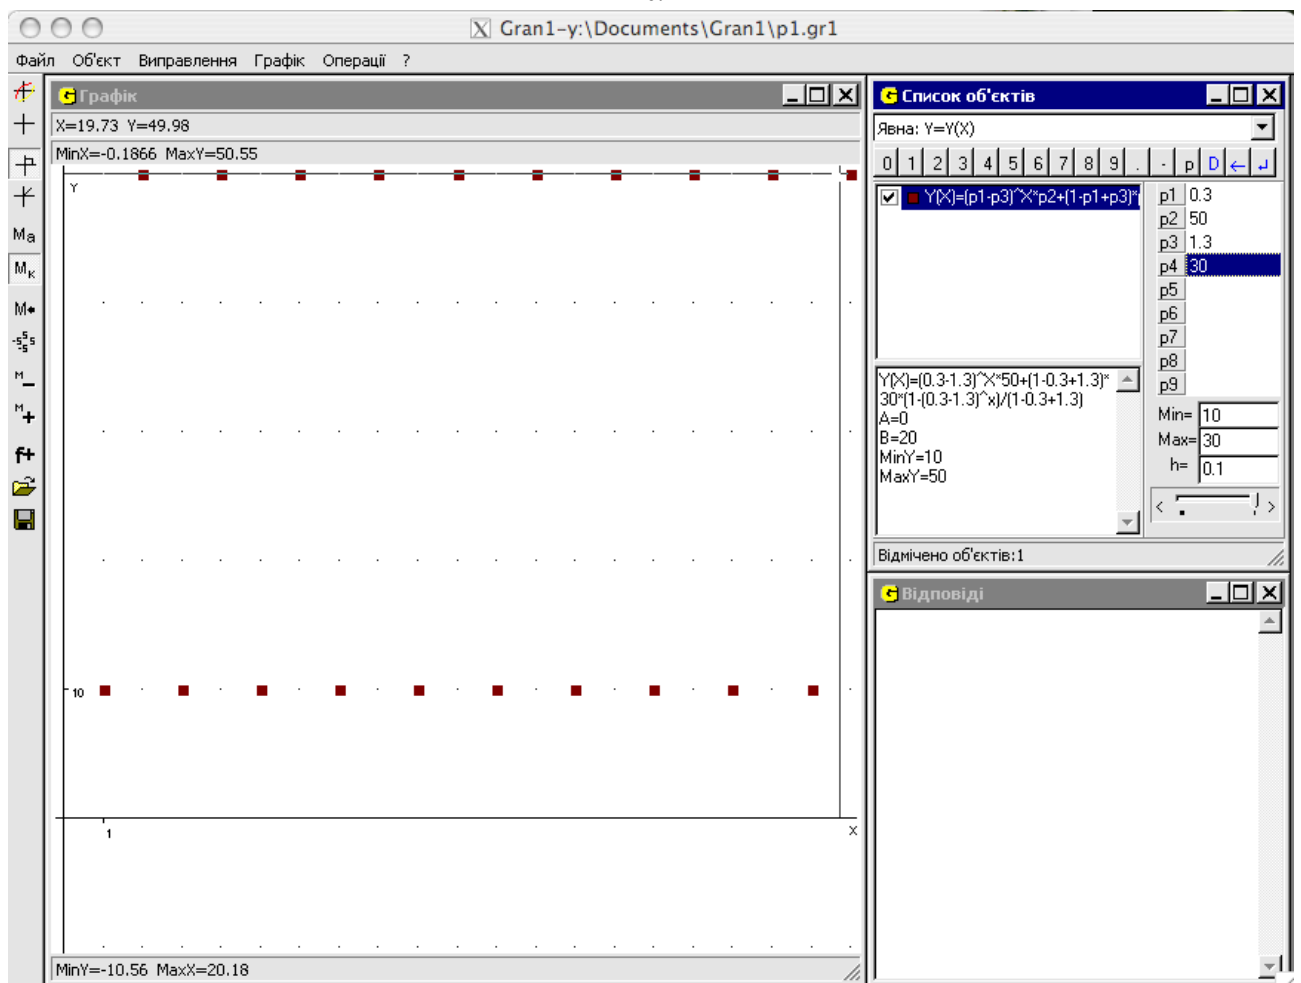 Gran1-y:\Documents\Gran1\p1.gr1
Файл Об'єкт Виправлення Графік Операції ?
Графік
X=19.73 Y=49.98
MinX=-0.1866 MaxY=50.55
Y
10
1
X
MinY=-10.56 MaxX=20.18
Ma
Мк
M
-s s s -s
M
M
f+
Список об'єктів
Явна: Y=Y(X)
0 1 2 3 4 5 6 7 8 9 . - p D ← ↲
Y(X)=(p1-p3)^X*p2+(1-p1+p3)*
p1 0.3
p2 50
p3 1.3
p4 30
p5
p6
p7
p8
p9
Y(X)=(0.3-1.3)^X*50+(1-0.3+1.3)*
30*(1-(0.3-1.3)^x)/(1-0.3+1.3)
A=0
B=20
MinY=10
MaxY=50
Min= 10
Max= 30
h= 0.1
< >
Відмічено об'єктів:1
Відповіді